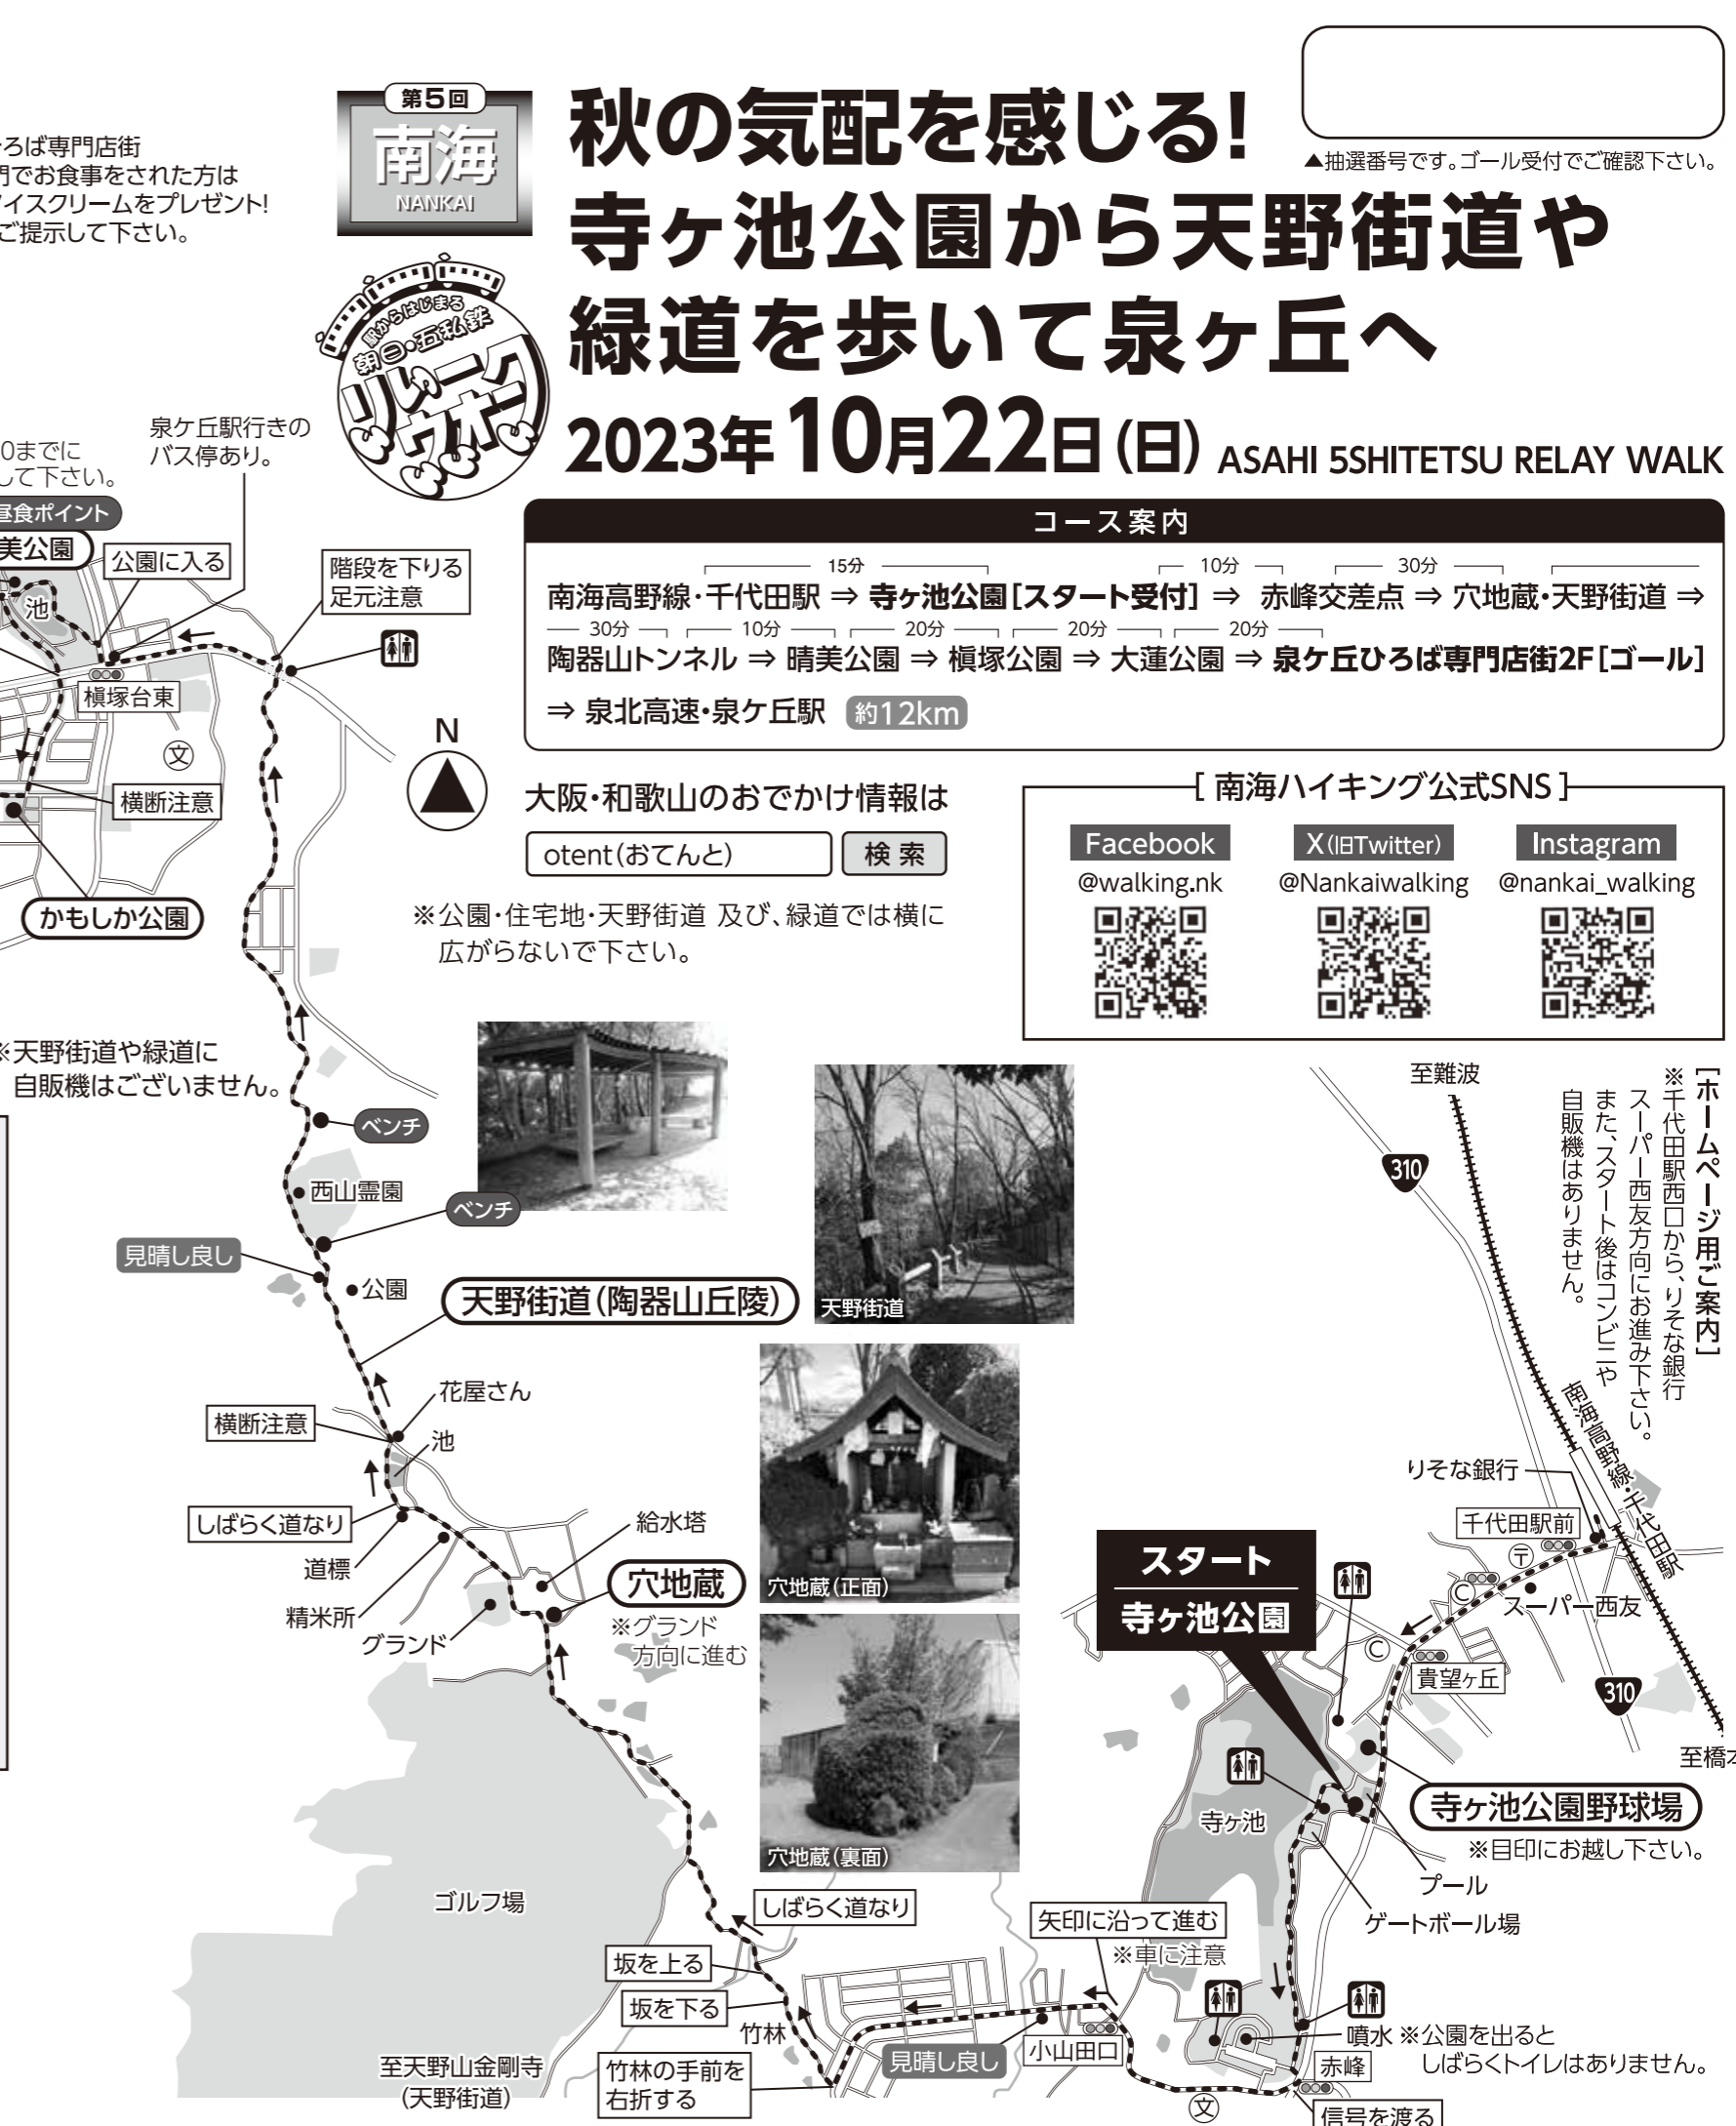 第5回
南海
NANKAI
駅からはじまる
朝日・五私鉄
りれーウオーク
秋の気配を感じる!
寺ヶ池公園から天野街道や
緑道を歩いて泉ヶ丘へ
2023年10月22日(日) ASAHI 5SHITETSU RELAY WALK
▲抽選番号です。ゴール受付でご確認下さい。
ろば専門店街
門でお食事をされた方は
アイスクリームをプレゼント!
ご提示して下さい。
コース案内
15分 10分 30分
南海高野線・千代田駅 ⇒ 寺ヶ池公園[スタート受付] ⇒ 赤峰交差点 ⇒ 穴地蔵・天野街道 ⇒
30分 10分 20分 20分 20分
陶器山トンネル ⇒ 晴美公園 ⇒ 槇塚公園 ⇒ 大蓮公園 ⇒ 泉ケ丘ひろば専門店街2F[ゴール]
⇒ 泉北高速・泉ケ丘駅 約12km
大阪・和歌山のおでかけ情報は
otent(おてんと) 検索
※公園・住宅地・天野街道 及び、緑道では横に
広がらないで下さい。
[ 南海ハイキング公式SNS ]
Facebook
@walking.nk
X(旧Twitter)
@Nankaiwalking
Instagram
@nankai_walking
泉ケ丘駅行きの
バス停あり。
0までに
して下さい。
昼食ポイント
美公園
公園に入る
階段を下りる
足元注意
池
槇塚台東
文
横断注意
かもしか公園
N
※天野街道や緑道に
自販機はございません。
ベンチ
西山霊園
ベンチ
見晴し良し
公園
天野街道(陶器山丘陵)
天野街道
花屋さん
横断注意
池
しばらく道なり
道標
精米所
グランド
給水塔
穴地蔵
※グランド
方向に進む
穴地蔵(正面)
穴地蔵(裏面)
ゴルフ場
至天野山金剛寺
(天野街道)
しばらく道なり
坂を上る
坂を下る
竹林
竹林の手前を
右折する
見晴し良し
矢印に沿って進む
※車に注意
小山田口
文
[ホームページ用ご案内]
※千代田駅西口から、りそな銀行
スーパー西友方向にお進み下さい。
また、スタート後はコンビニや
自販機はありません。
至難波
310
南海高野線・千代田駅
りそな銀行
千代田駅前
〒
C
スーパー西友
C
貴望ヶ丘
310
至橋本
スタート
寺ヶ池公園
寺ヶ池
寺ヶ池公園野球場
※目印にお越し下さい。
プール
ゲートボール場
噴水 ※公園を出ると
しばらくトイレはありません。
赤峰
信号を渡る